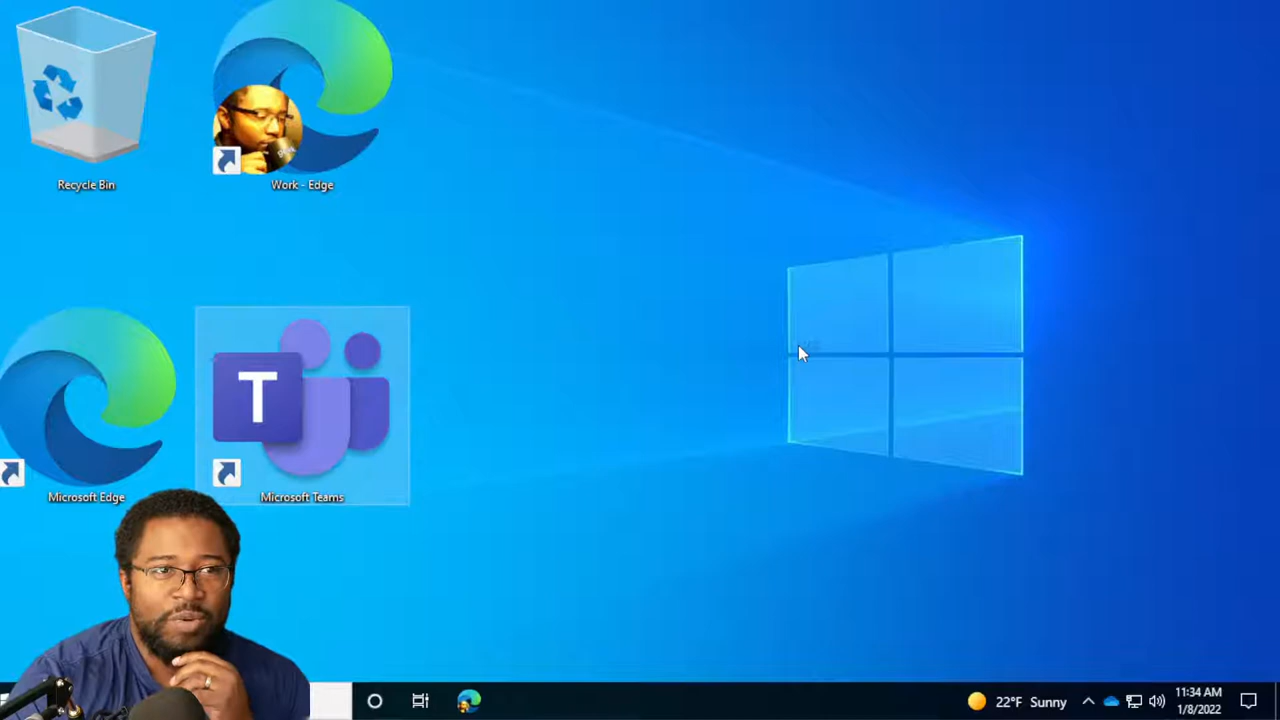 Recycle Bin
Work - Edge
Microsoft Edge
T
Microsoft Teams
22°F Sunny
11:34 AM
1/8/2022